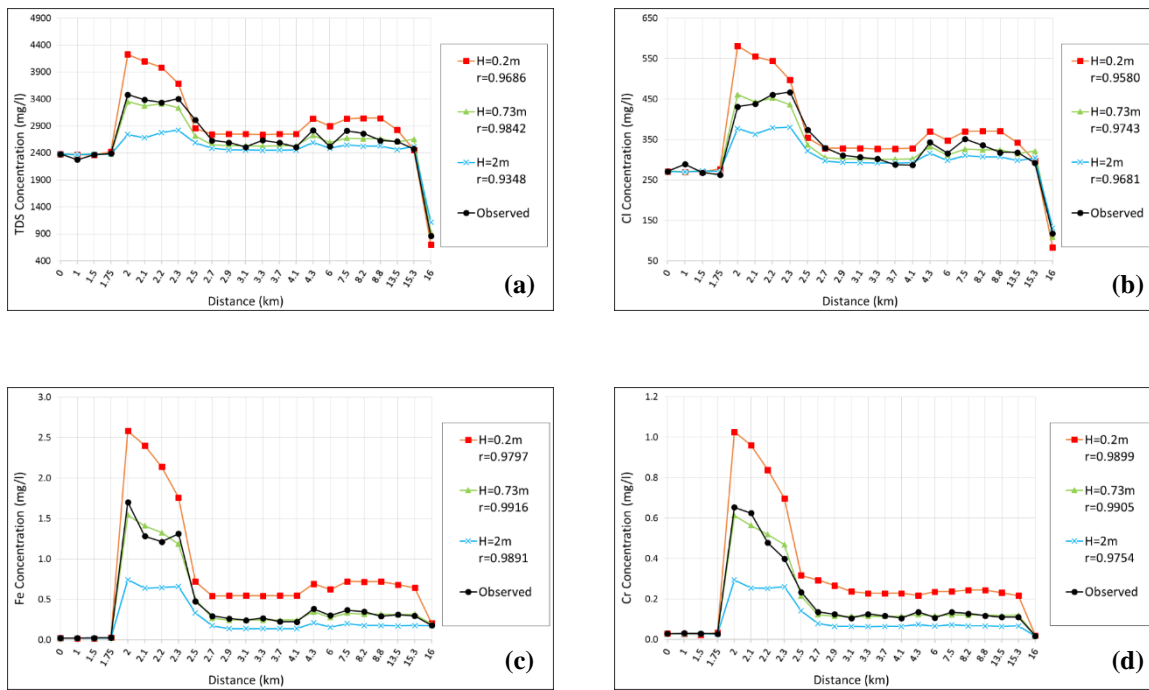 4900
4400
3900
3400
2900
2400
1900
1400
900
400
TDS Concentration (mg/l)
0 1 1.5 1.75 2 2.1 2.2 2.3 2.5 2.7 2.9 3.1 3.3 3.7 4.1 4.3 6 7.5 8.2 8.8 13.5 15.3 16
Distance (km)
H=0.2m
r=0.9686
H=0.73m
r=0.9842
H=2m
r=0.9348
Observed
(a)
650
550
450
350
250
150
50
Cl Concentration (mg/l)
0 1 1.5 1.75 2 2.1 2.2 2.3 2.5 2.7 2.9 3.1 3.3 3.7 4.1 4.3 6 7.5 8.2 8.8 13.5 15.3 16
Distance (km)
H=0.2m
r=0.9580
H=0.73m
r=0.9743
H=2m
r=0.9681
Observed
(b)
3.0
2.5
2.0
1.5
1.0
0.5
0.0
Fe Concentration (mg/l)
0 1 1.5 1.75 2 2.1 2.2 2.3 2.5 2.7 2.9 3.1 3.3 3.7 4.1 4.3 6 7.5 8.2 8.8 13.5 15.3 16
Distance (km)
H=0.2m
r=0.9797
H=0.73m
r=0.9916
H=2m
r=0.9891
Observed
(c)
1.2
1.0
0.8
0.6
0.4
0.2
0.0
Cr Concentration (mg/l)
0 1 1.5 1.75 2 2.1 2.2 2.3 2.5 2.7 2.9 3.1 3.3 3.7 4.1 4.3 6 7.5 8.2 8.8 13.5 15.3 16
Distance (km)
H=0.2m
r=0.9899
H=0.73m
r=0.9905
H=2m
r=0.9754
Observed
(d)